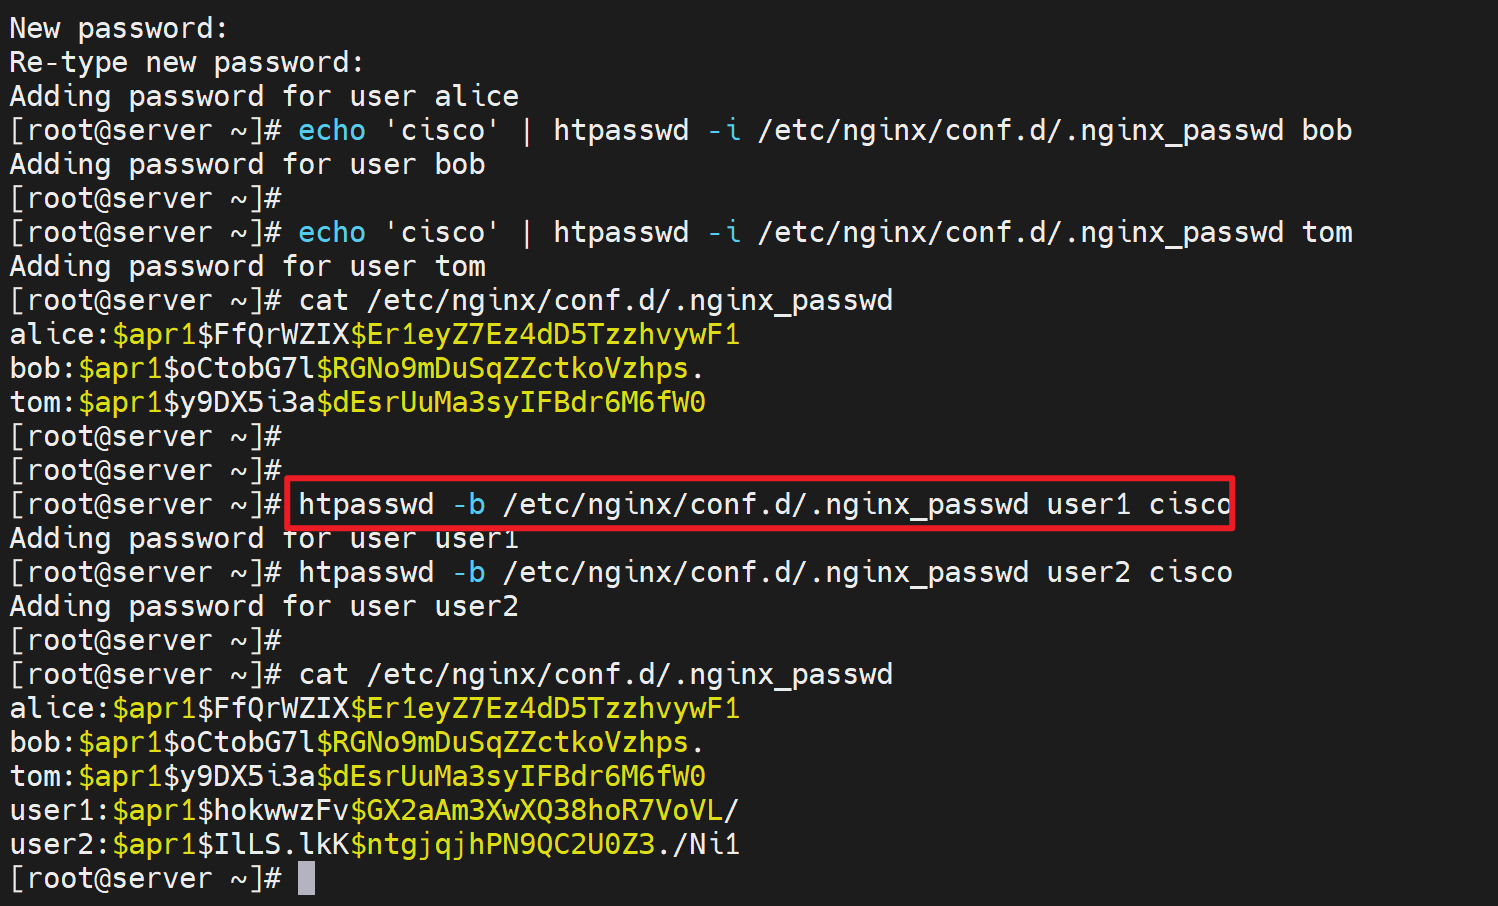 New password:
Re-type new password:
Adding password for user alice
[root@server ~]# echo 'cisco' | htpasswd -i /etc/nginx/conf.d/.nginx_passwd bob
Adding password for user bob
[root@server ~]#
[root@server ~]# echo 'cisco' | htpasswd -i /etc/nginx/conf.d/.nginx_passwd tom
Adding password for user tom
[root@server ~]# cat /etc/nginx/conf.d/.nginx_passwd
alice:$apr1$FfQrWZIX$Er1eyZ7Ez4dD5TzzhvywF1
bob:$apr1$oCtobG7l$RGNo9mDuSqZZctkoVzhps.
tom:$apr1$y9DX5i3a$dEsrUuMa3syIFBdr6M6fW0
[root@server ~]#
[root@server ~]#
[root@server ~]# htpasswd -b /etc/nginx/conf.d/.nginx_passwd user1 cisco
Adding password for user user1
[root@server ~]# htpasswd -b /etc/nginx/conf.d/.nginx_passwd user2 cisco
Adding password for user user2
[root@server ~]#
[root@server ~]# cat /etc/nginx/conf.d/.nginx_passwd
alice:$apr1$FfQrWZIX$Er1eyZ7Ez4dD5TzzhvywF1
bob:$apr1$oCtobG7l$RGNo9mDuSqZZctkoVzhps.
tom:$apr1$y9DX5i3a$dEsrUuMa3syIFBdr6M6fW0
user1:$apr1$hokwwzFv$GX2aAm3XwXQ38hoR7VoVL/
user2:$apr1$IlLS.lkK$ntgjqjhPN9QC2U0Z3./Ni1
[root@server ~]#